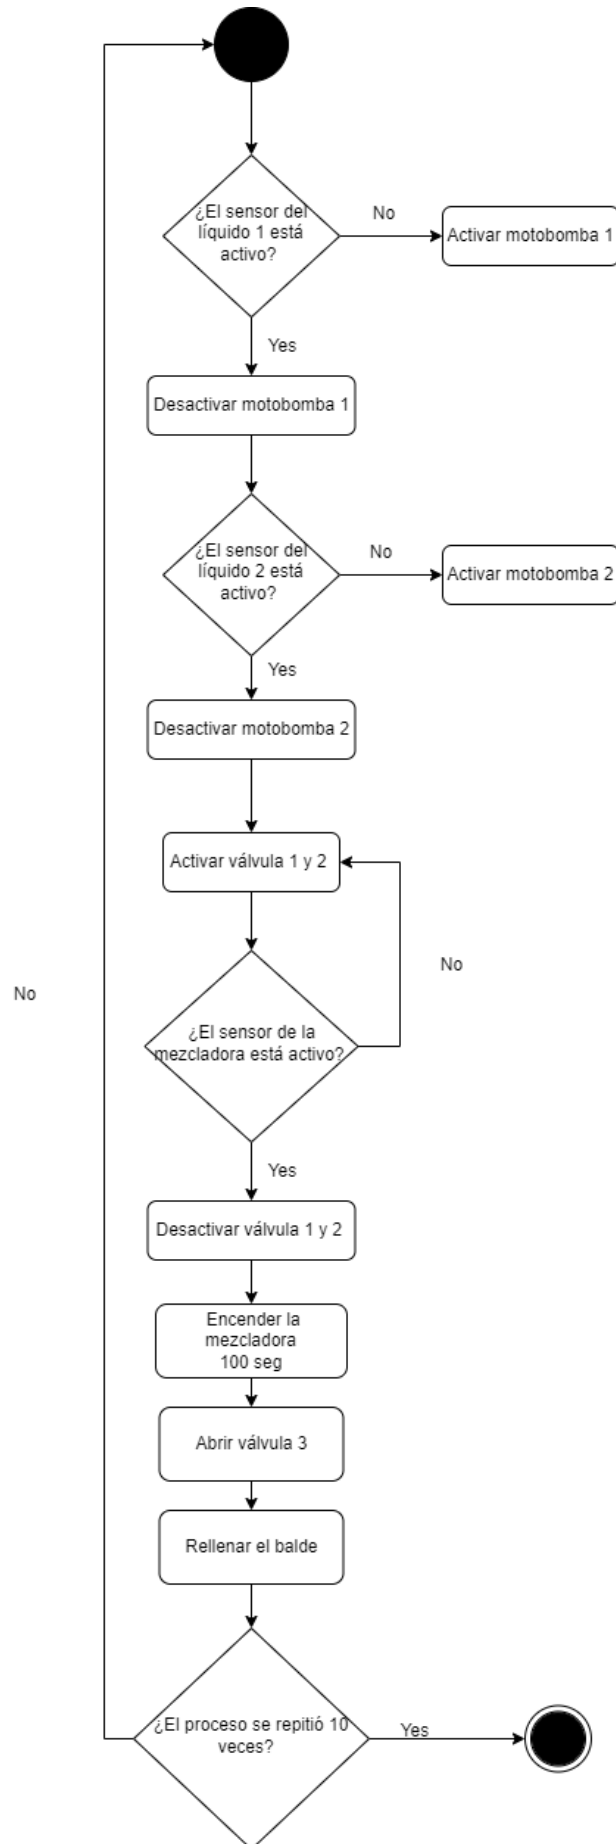 ¿El sensor del
líquido 1 está
activo?
No
Activar motobomba 1
Yes
Desactivar motobomba 1
¿El sensor del
líquido 2 está
activo?
No
Activar motobomba 2
Yes
Desactivar motobomba 2
Activar válvula 1 y 2
No
No
¿El sensor de la
mezcladora está activo?
Yes
Desactivar válvula 1 y 2
Encender la
mezcladora
100 seg
Abrir válvula 3
Rellenar el balde
¿El proceso se repitió 10
veces?
Yes